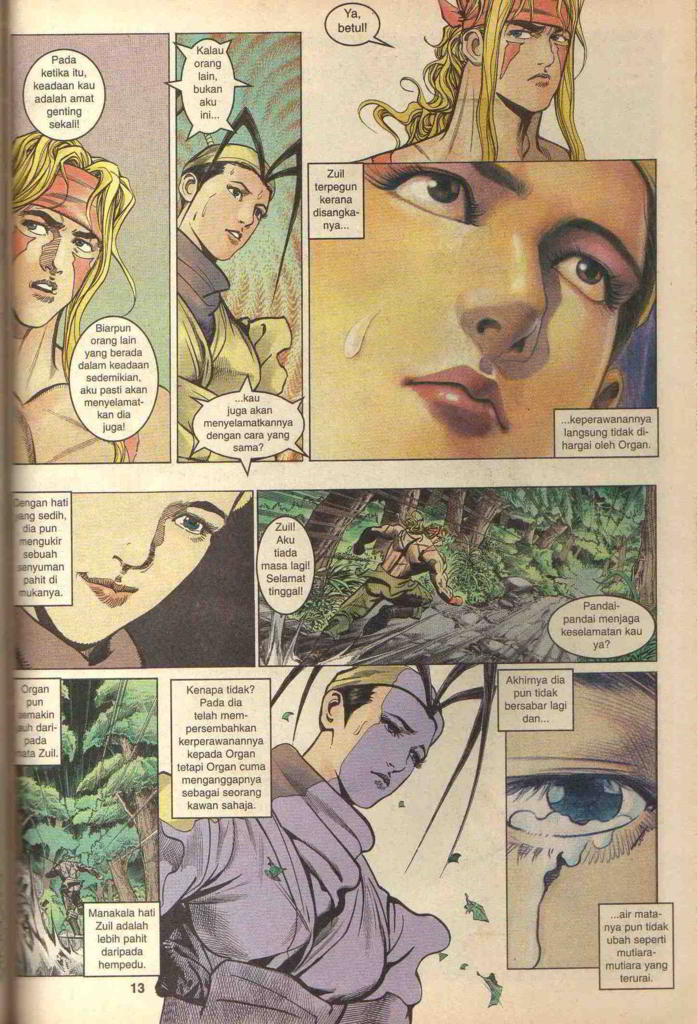 Pada
ketika itu,
keadaan kau
adalah amat
genting
sekali!
Biarpun
orang lain
yang berada
dalam keadaan
sedemikian,
aku pasti akan
menyelamat-
kan dia
juga!
Kalau
orang
lain,
bukan
aku
ini...
...kau
juga akan
menyelamatkannya
dengan cara yang
sama?
Ya,
betul!
Zuil
terpegun
kerana
disangka-
nya...
...keperawanannya
langsung tidak di-
hargai oleh Organ.
Dengan hati
yang sedih,
dia pun
mengukir
sebuah
senyuman
pahit di
mukanya.
Zuil!
Aku
tiada
masa lagi!
Selamat
tinggal!
Pandai-
pandai menjaga
keselamatan kau
ya?
Organ
pun
semakin
jauh dari-
pada
mata Zuil.
Manakala hati
Zuil adalah
lebih pahit
daripada
hempedu.
Kenapa tidak?
Pada dia
telah mem-
persembahkan
kerperawanannya
kepada Organ
tetapi Organ cuma
menganggapnya
sebagai seorang
kawan sahaja.
Akhirnya dia
pun tidak
bersabar lagi
dan...
...air mata-
nya pun tidak
ubah seperti
mutiara-
mutiara yang
terurai.
13